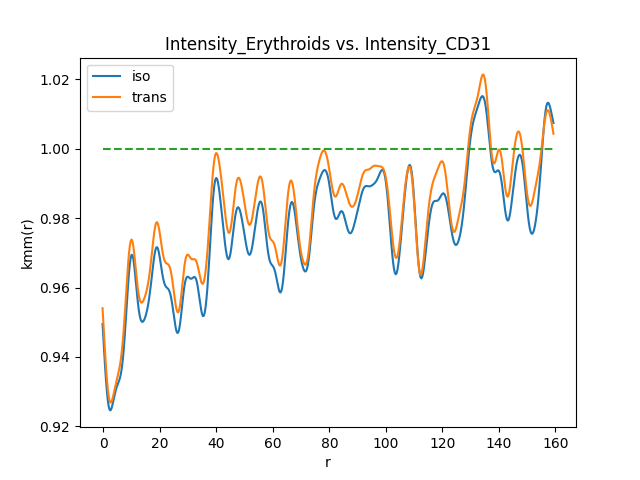 Intensity_Erythroids vs. Intensity_CD31
iso
trans
1.02
1.00
0.98
0.96
0.94
0.92
kmm(r)
0 20 40 60 80 100 120 140 160
r